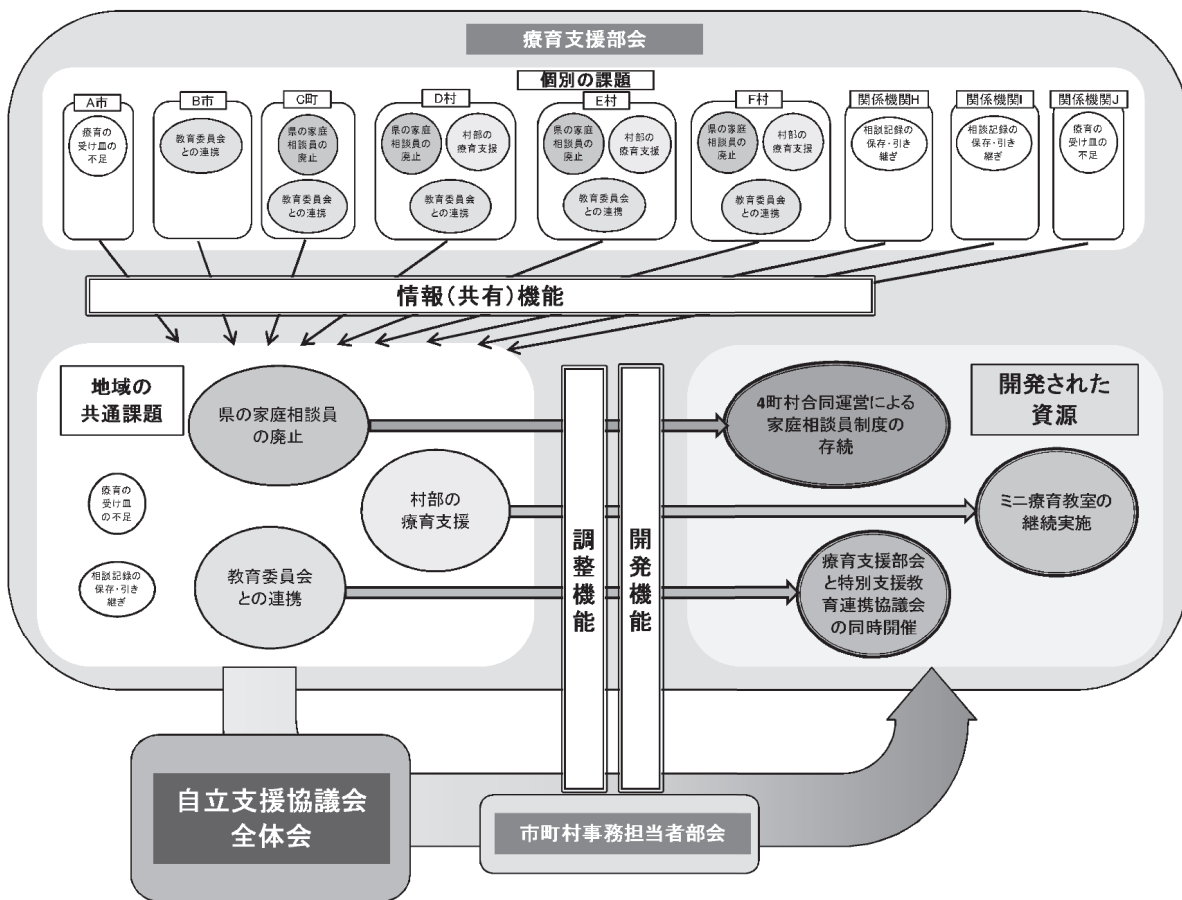 療育支援部会
個別の課題
A市
療育の
受け皿の
不足
B市
教育委員会
との連携
C町
県の家庭
相談員の
廃止
教育委員会
との連携
D村
県の家庭
相談員の
廃止
村部の
療育支援
教育委員会
との連携
E村
県の家庭
相談員の
廃止
村部の
療育支援
教育委員会
との連携
F村
県の家庭
相談員の
廃止
村部の
療育支援
教育委員会
との連携
関係機関H
相談記録の
保存・引き
継ぎ
関係機関I
相談記録の
保存・引き
継ぎ
関係機関J
療育の
受け皿
の不足
情報(共有)機能
地域の
共通課題
県の家庭相談員
の廃止
療育の
受け皿
の不足
村部の
療育支援
相談記録の
保存・引き
継ぎ
教育委員会
との連携
調整機能
開発機能
4町村合同運営による
家庭相談員制度の
存続
開発された
資源
ミニ療育教室の
継続実施
療育支援部会
と特別支援教
育連携協議会
の同時開催
自立支援協議会
全体会
市町村事務担当者部会